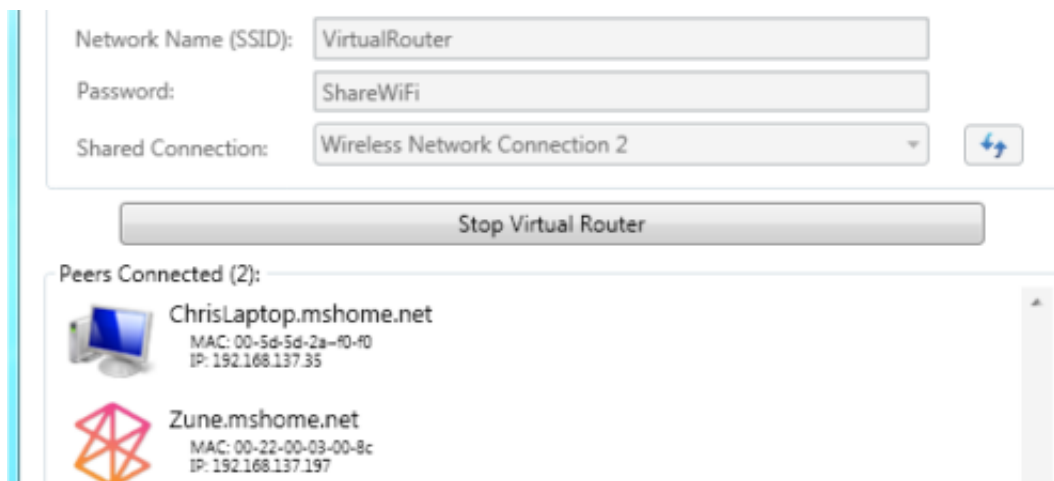 Network Name (SSID): VirtualRouter
Password: ShareWiFi
Shared Connection: Wireless Network Connection 2
Stop Virtual Router
Peers Connected (2):
ChrisLaptop.mshome.net
MAC: 00-5d-5d-2a--f0-f0
IP: 192.168.137.35
Zune.mshome.net
MAC: 00-22-00-03-00-8c
IP: 192.168.137.197